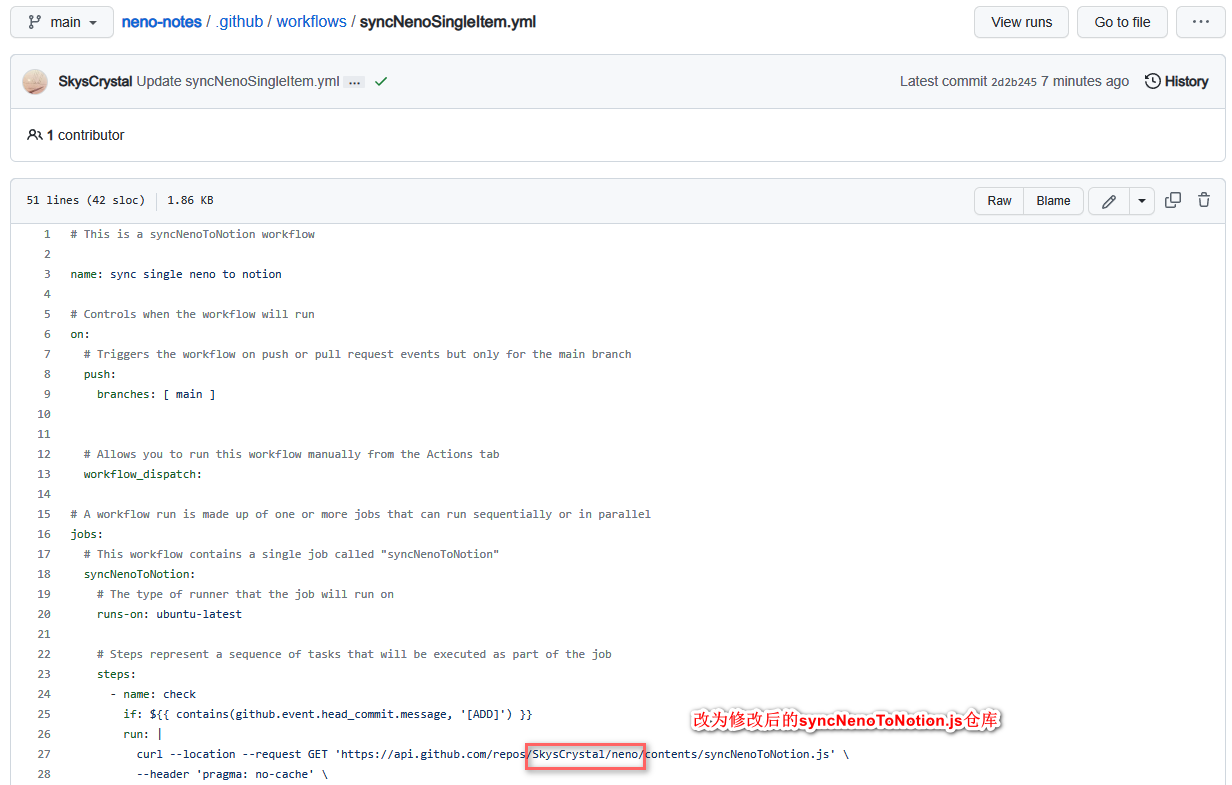 main neno-notes / .github / workflows / syncNenoSingleItem.yml View runs Go to file ...
SkysCrystal Update syncNenoSingleItem.yml ... Latest commit 2d2b245 7 minutes ago History
1 contributor
51 lines (42 sloc) 1.86 KB Raw Blame
1 # This is a syncNenoToNotion workflow
2
3 name: sync single neno to notion
4
5 # Controls when the workflow will run
6 on:
7 # Triggers the workflow on push or pull request events but only for the main branch
8 push:
9 branches: [ main ]
10
11
12 # Allows you to run this workflow manually from the Actions tab
13 workflow_dispatch:
14
15 # A workflow run is made up of one or more jobs that can run sequentially or in parallel
16 jobs:
17 # This workflow contains a single job called "syncNenoToNotion"
18 syncNenoToNotion:
19 # The type of runner that the job will run on
20 runs-on: ubuntu-latest
21
22 # Steps represent a sequence of tasks that will be executed as part of the job
23 steps:
24 - name: check
25 if: ${{ contains(github.event.head_commit.message, '[ADD]') }}
改为修改后的syncNenoToNotion.js仓库
26 run: |
27 curl --location --request GET 'https://api.github.com/repos/SkysCrystal/neno/contents/syncNenoToNotion.js' \
28 --header 'pragma: no-cache' \